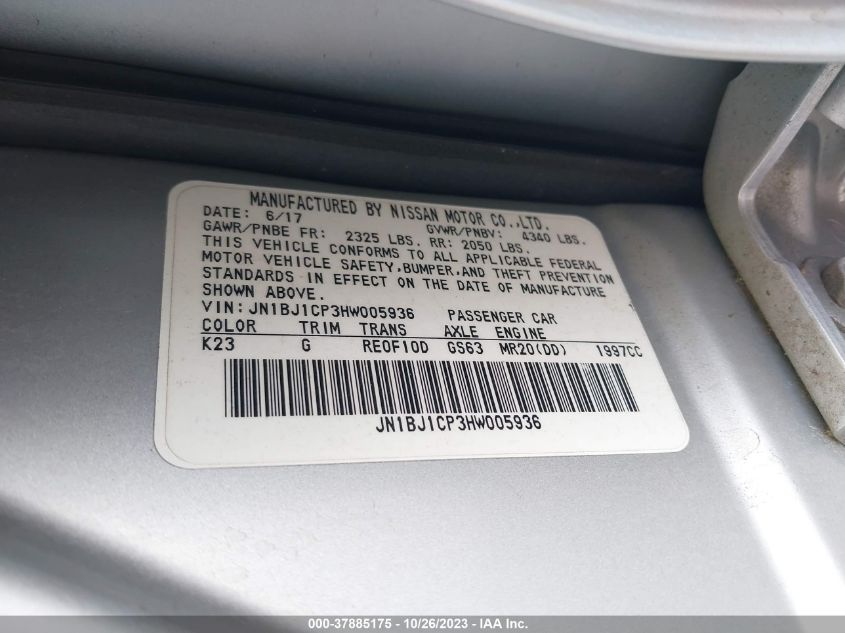 MANUFACTURED BY NISSAN MOTOR CO.,LTD.
DATE: 6/17 GVWR/PNBV: 4340 LBS.
GAWR/PNBE FR: 2325 LBS. RR: 2050 LBS.
THIS VEHICLE CONFORMS TO ALL APPLICABLE FEDERAL
MOTOR VEHICLE SAFETY,BUMPER,AND THEFT PREVENTION
STANDARDS IN EFFECT ON THE DATE OF MANUFACTURE
SHOWN ABOVE.
VIN: JN1BJ1CP3HW005936 PASSENGER CAR
COLOR TRIM TRANS AXLE ENGINE
K23 G RE0F10D GS63 MR20(DD) 1997CC
JN1BJ1CP3HW005936
000-37885175 - 10/26/2023 - IAA Inc.